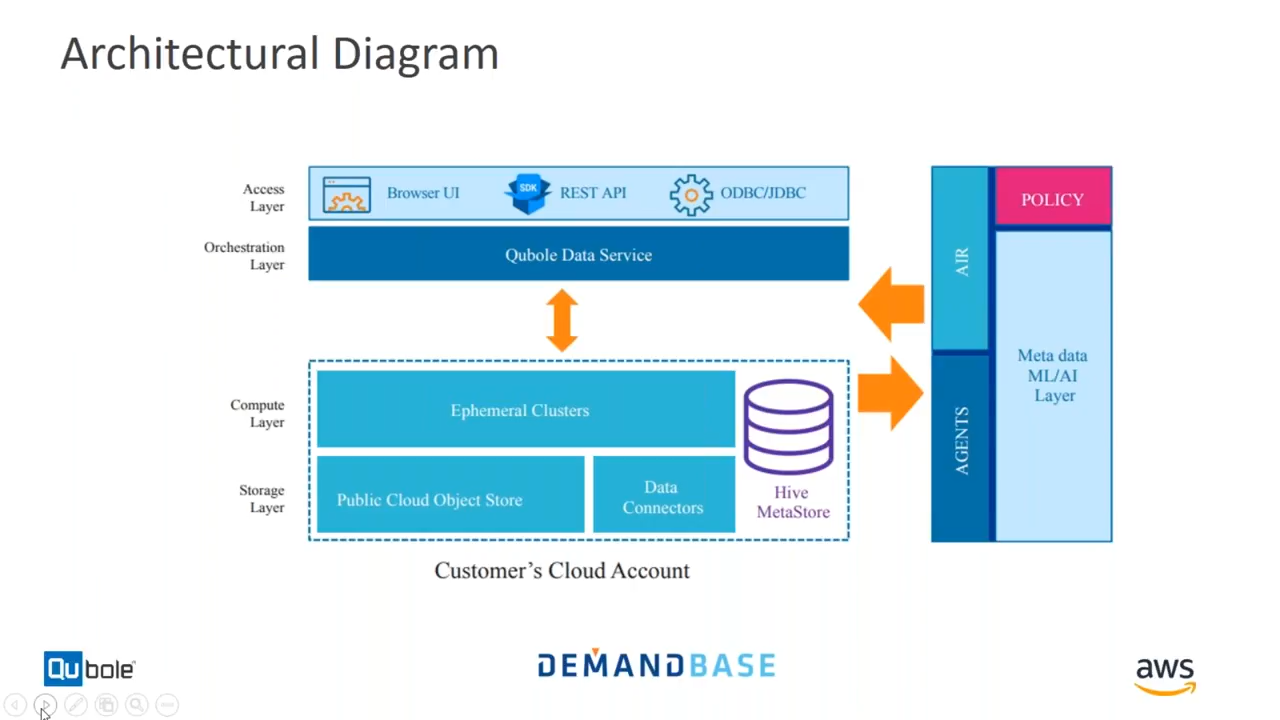 Architectural Diagram
Access
Layer
Browser UI
SDK
REST API
ODBC/JDBC
Orchestration
Layer
Qubole Data Service
Compute
Layer
Ephemeral Clusters
Storage
Layer
Public Cloud Object Store
Data
Connectors
Hive
MetaStore
Customer’s Cloud Account
AIR
AGENTS
POLICY
Meta data
ML/AI
Layer
Qubole
DEMANDBASE
aws